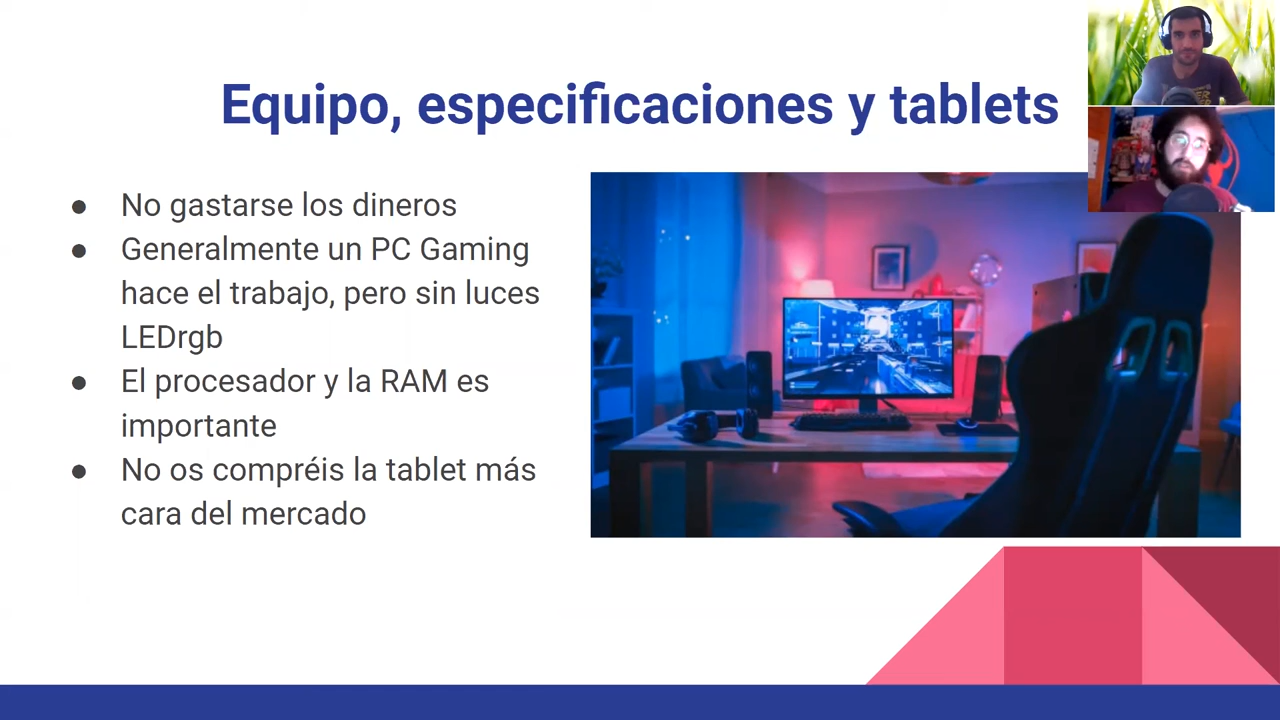 Equipo, especificaciones y tablets
No gastarse los dineros
Generalmente un PC Gaming
hace el trabajo, pero sin luces
LEDrgb
El procesador y la RAM es
importante
No os compréis la tablet más
cara del mercado